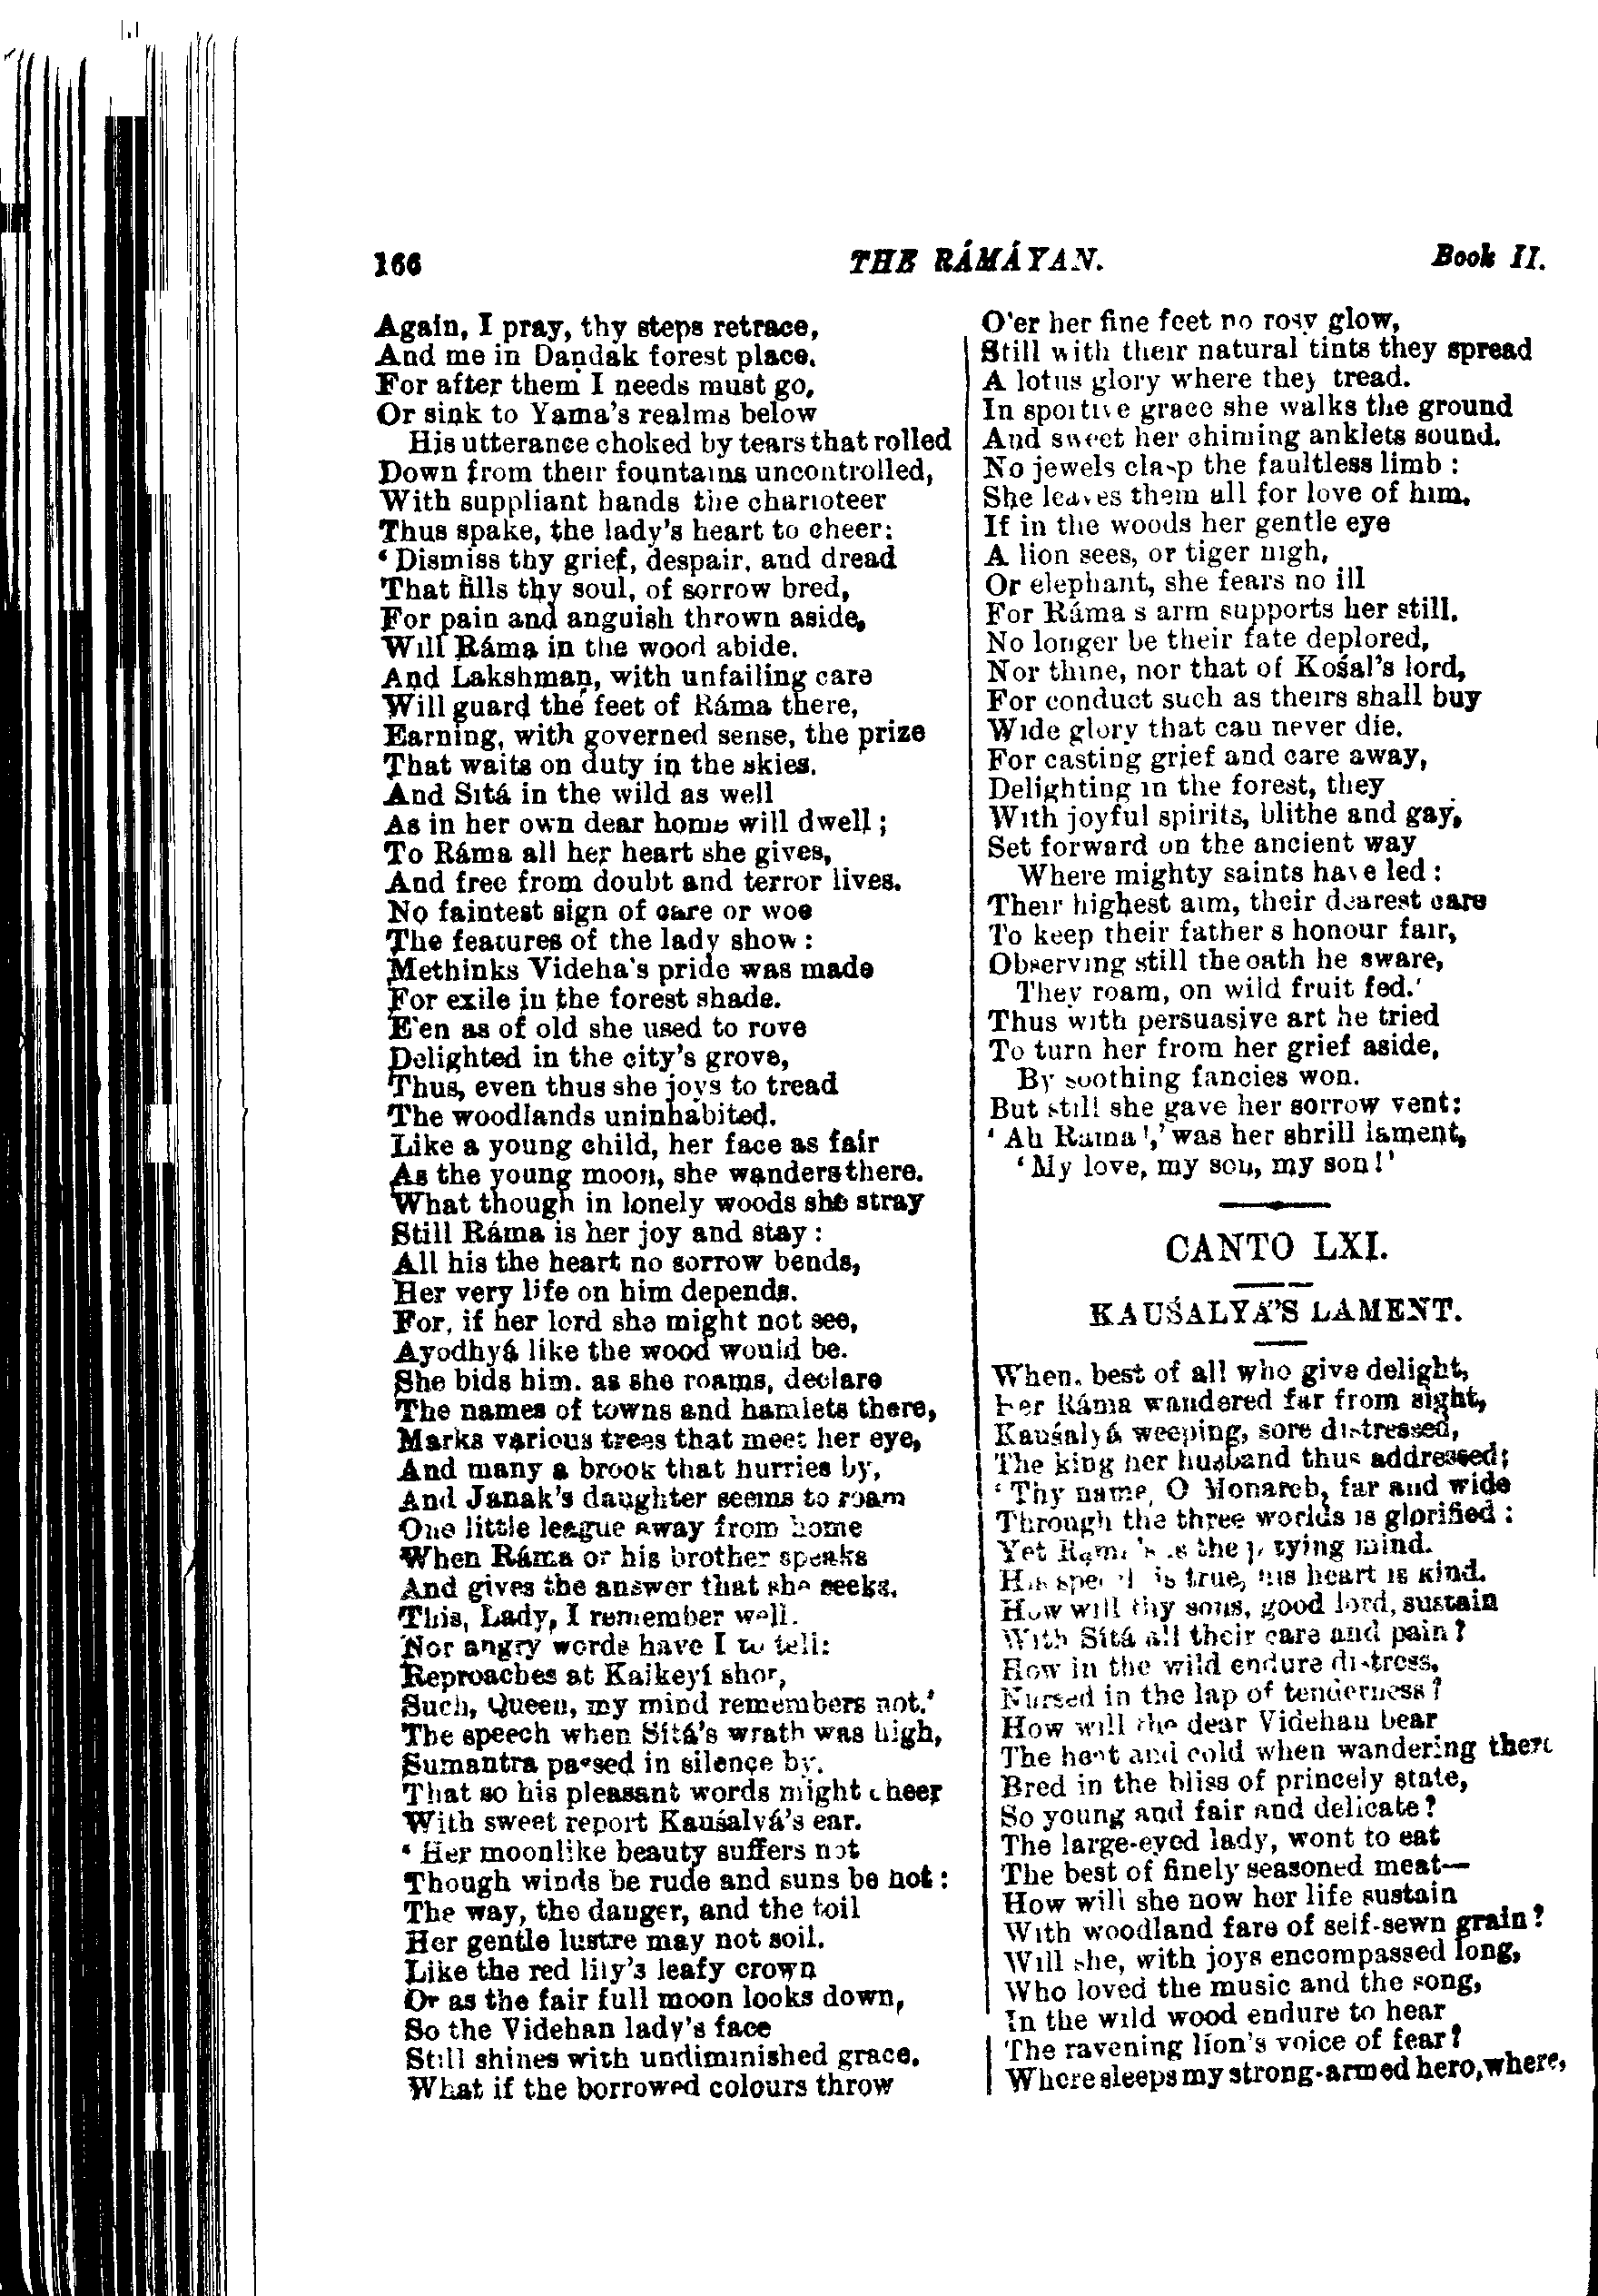 166
THE RÁMÁYAN.
Book II.
Again, I pray, thy steps retrace,
And me in Daṇḍak forest place.
For after them I needs must go,
Or sink to Yama's realms below
His utterance choked by tears that rolled
Down from their fountains uncontrolled,
With suppliant hands the charioteer
Thus spake, the lady's heart to cheer:
‘Dismiss thy grief, despair, and dread
That fills thy soul, of sorrow bred,
For pain and anguish thrown aside,
Will Ráma in the wood abide.
And Lakshmaṇ, with unfailing care
Will guard the feet of Ráma there,
Earning, with governed sense, the prize
That waits on duty in the skies.
And Sítá in the wild as well
As in her own dear home will dwell;
To Ráma all her heart she gives,
And free from doubt and terror lives.
No faintest sign of care or woe
The features of the lady show:
Methinks Videha's pride was made
For exile in the forest shade.
E'en as of old she used to rove
Delighted in the city's grove,
Thus, even thus she joys to tread
The woodlands uninhabited.
Like a young child, her face as fair
As the young moon, she wanders there.
What though in lonely woods she stray
Still Ráma is her joy and stay:
All his the heart no sorrow bends,
Her very life on him depends.
For, if her lord she might not see,
Ayodhyá like the wood would be.
She bids him. as she roams, declare
The names of towns and hamlets there,
Marks various trees that meet her eye,
And many a brook that hurries by,
And Janak's daughter seems to roam
One little league away from home
When Ráma or his brother speaks
And gives the answer that she seeks.
This, Lady, I remember well.
Nor angry words have I to tell:
Reproaches at Kaikeyí shot,
Such, Queen, my mind remembers not.’
The speech when Sítá's wrath was high,
Sumantra passed in silence by.
That so his pleasant words might cheer
With sweet report Kauśalyá's ear.
‘Her moonlike beauty suffers not
Though winds be rude and suns be hot:
The way, the danger, and the toil
Her gentle lustre may not soil.
Like the red lily's leafy crown
Or as the fair full moon looks down,
So the Videhan lady's face
Still shines with undiminished grace.
What if the borrowed colours throw
O'er her fine feet no rosy glow,
Still with their natural tints they spread
A lotus glory where they tread.
In sportive grace she walks the ground
And sweet her chiming anklets sound.
No jewels clasp the faultless limb:
She leaves them all for love of him.
If in the woods her gentle eye
A lion sees, or tiger nigh,
Or elephant, she fears no ill
For Ráma s arm supports her still.
No longer be their fate deplored,
Nor thine, nor that of Kośal's lord,
For conduct such as theirs shall buy
Wide glory that can never die.
For casting grief and care away,
Delighting in the forest, they
With joyful spirits, blithe and gay,
Set forward on the ancient way
Where mighty saints have led:
Their highest aim, their dearest care
To keep their father s honour fair,
Observing still the oath he sware,
They roam, on wild fruit fed.’
Thus with persuasive art he tried
To turn her from her grief aside,
By soothing fancies won.
But still she gave her sorrow vent:
‘Ah Ráma!,’ was her shrill lament,
‘My love, my son, my son!’
CANTO LXI.
KAUŚALYÁ'S LAMENT.
When. best of all who give delight,
Her Ráma wandered far from sight,
Kauśalyá weeping, sore distressed,
The king her husband thus addressed:
‘Thy name, O Monarch, far and wide
Through the three worlds is glorified:
Yet Ráma's is the pitying mind.
His speech is true, his heart is kind.
How will thy sons, good lord, sustain
With Sítá all their care and pain?
How in the wild endure distress,
Nursed in the lap of tenderness?
How will the dear Videhan bear
The heat and cold when wandering there
Bred in the bliss of princely state,
So young and fair and delicate?
The large-eyed lady, wont to eat
The best of finely seasoned meat—
How will she now her life sustain
With woodland fare of self-sewn grain?
Will she, with joys encompassed long,
Who loved the music and the song,
In the wild wood endure to hear
The ravening lion's voice of fear?
Where sleeps my strong-armed hero, where,